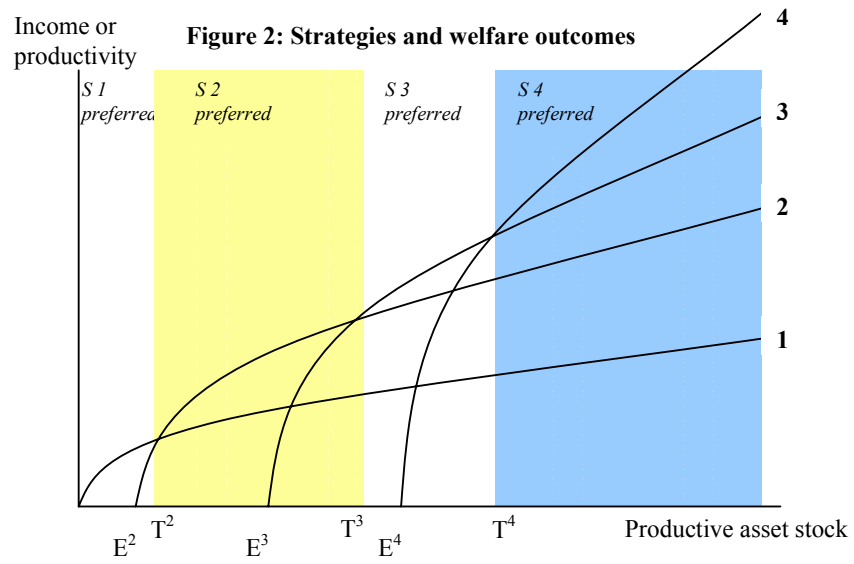 Income or
productivity
Figure 2: Strategies and welfare outcomes
S 1
preferred
S 2
preferred
S 3
preferred
S 4
preferred
4
3
2
1
E² T² E³ T³ E⁴ T⁴ Productive asset stock